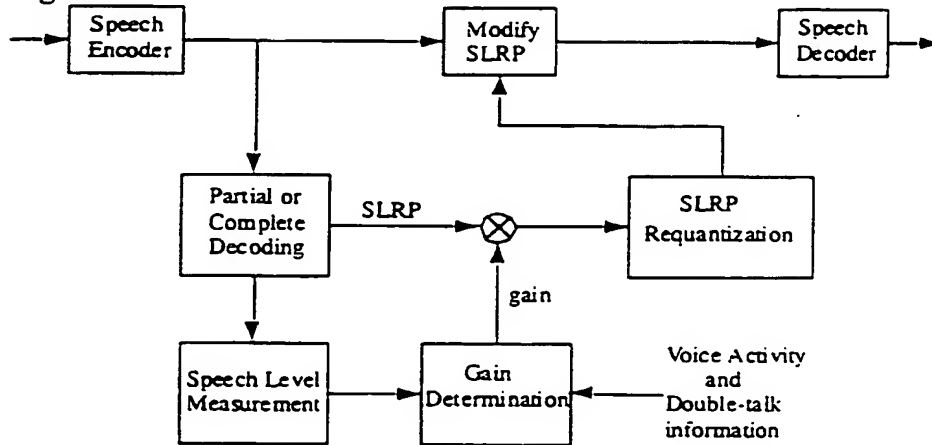 Speech
Encoder
Modify
SLRP
Speech
Decoder
Partial or
Complete
Decoding
SLRP
SLRP
Requantization
gain
Speech Level
Measurement
Gain
Determination
Voice Activity
and
Double-talk
information